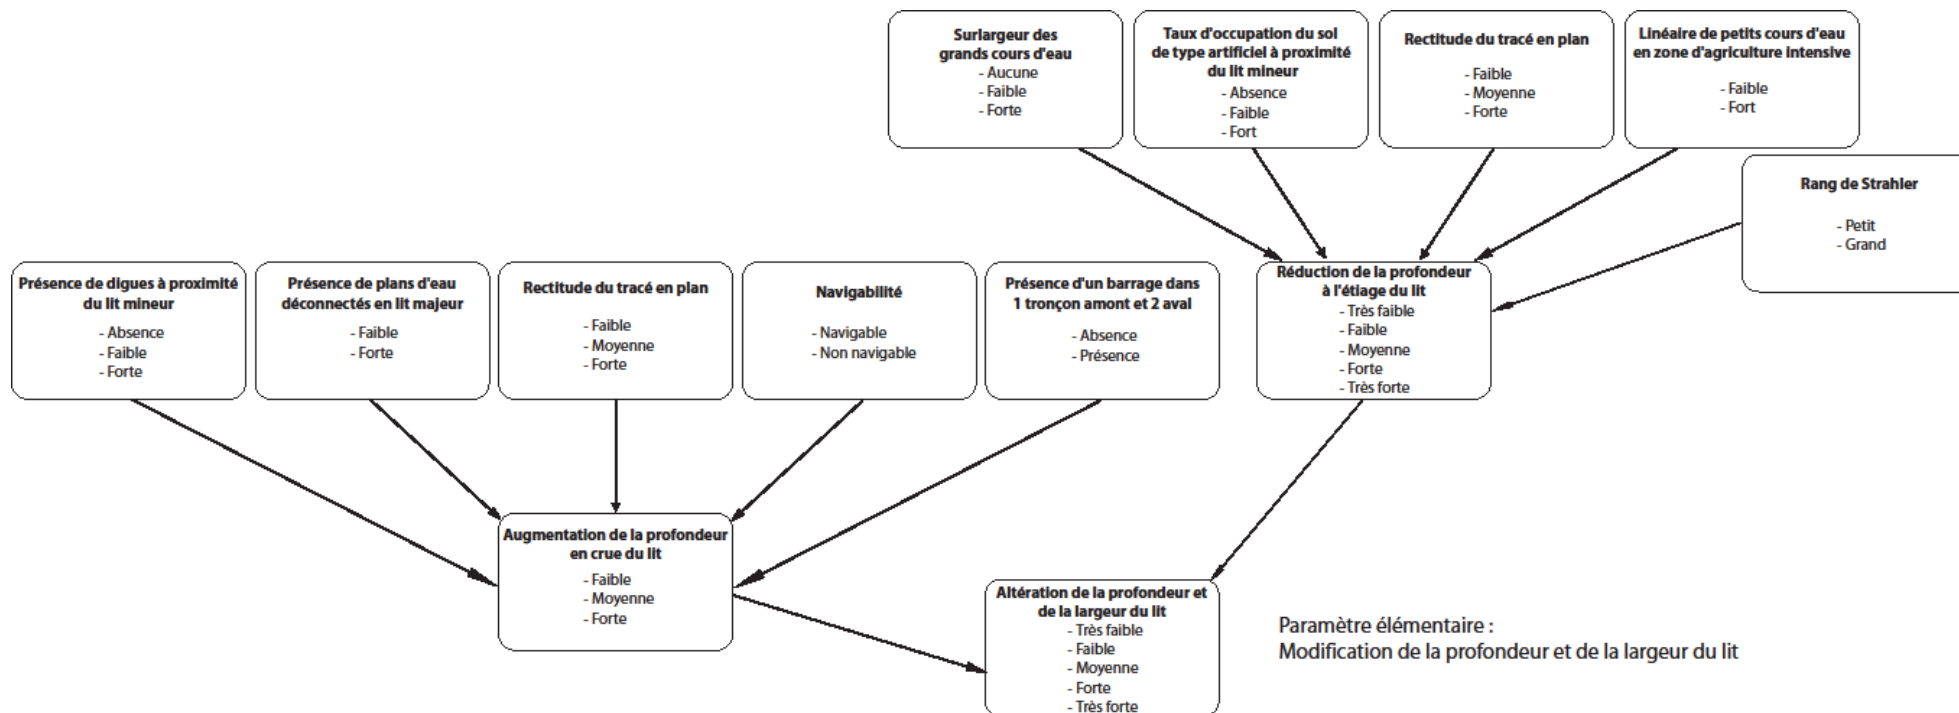 Surlargeur des
grands cours d'eau
- Aucune
- Faible
- Forte
Taux d'occupation du sol
de type artificiel à proximité
du lit mineur
- Absence
- Faible
- Fort
Rectitude du tracé en plan
- Faible
- Moyenne
- Forte
Linéaire de petits cours d'eau
en zone d'agriculture intensive
- Faible
- Fort
Rang de Strahler
- Petit
- Grand
Présence de digues à proximité
du lit mineur
- Absence
- Faible
- Forte
Présence de plans d'eau
déconnectés en lit majeur
- Faible
- Forte
Rectitude du tracé en plan
- Faible
- Moyenne
- Forte
Navigabilité
- Navigable
- Non navigable
Présence d'un barrage dans
1 tronçon amont et 2 aval
- Absence
- Présence
Réduction de la profondeur
à l'étiage du lit
- Très faible
- Faible
- Moyenne
- Forte
- Très forte
Augmentation de la profondeur
en crue du lit
- Faible
- Moyenne
- Forte
Altération de la profondeur et
de la largeur du lit
- Très faible
- Faible
- Moyenne
- Forte
- Très forte
Paramètre élémentaire :
Modification de la profondeur et de la largeur du lit